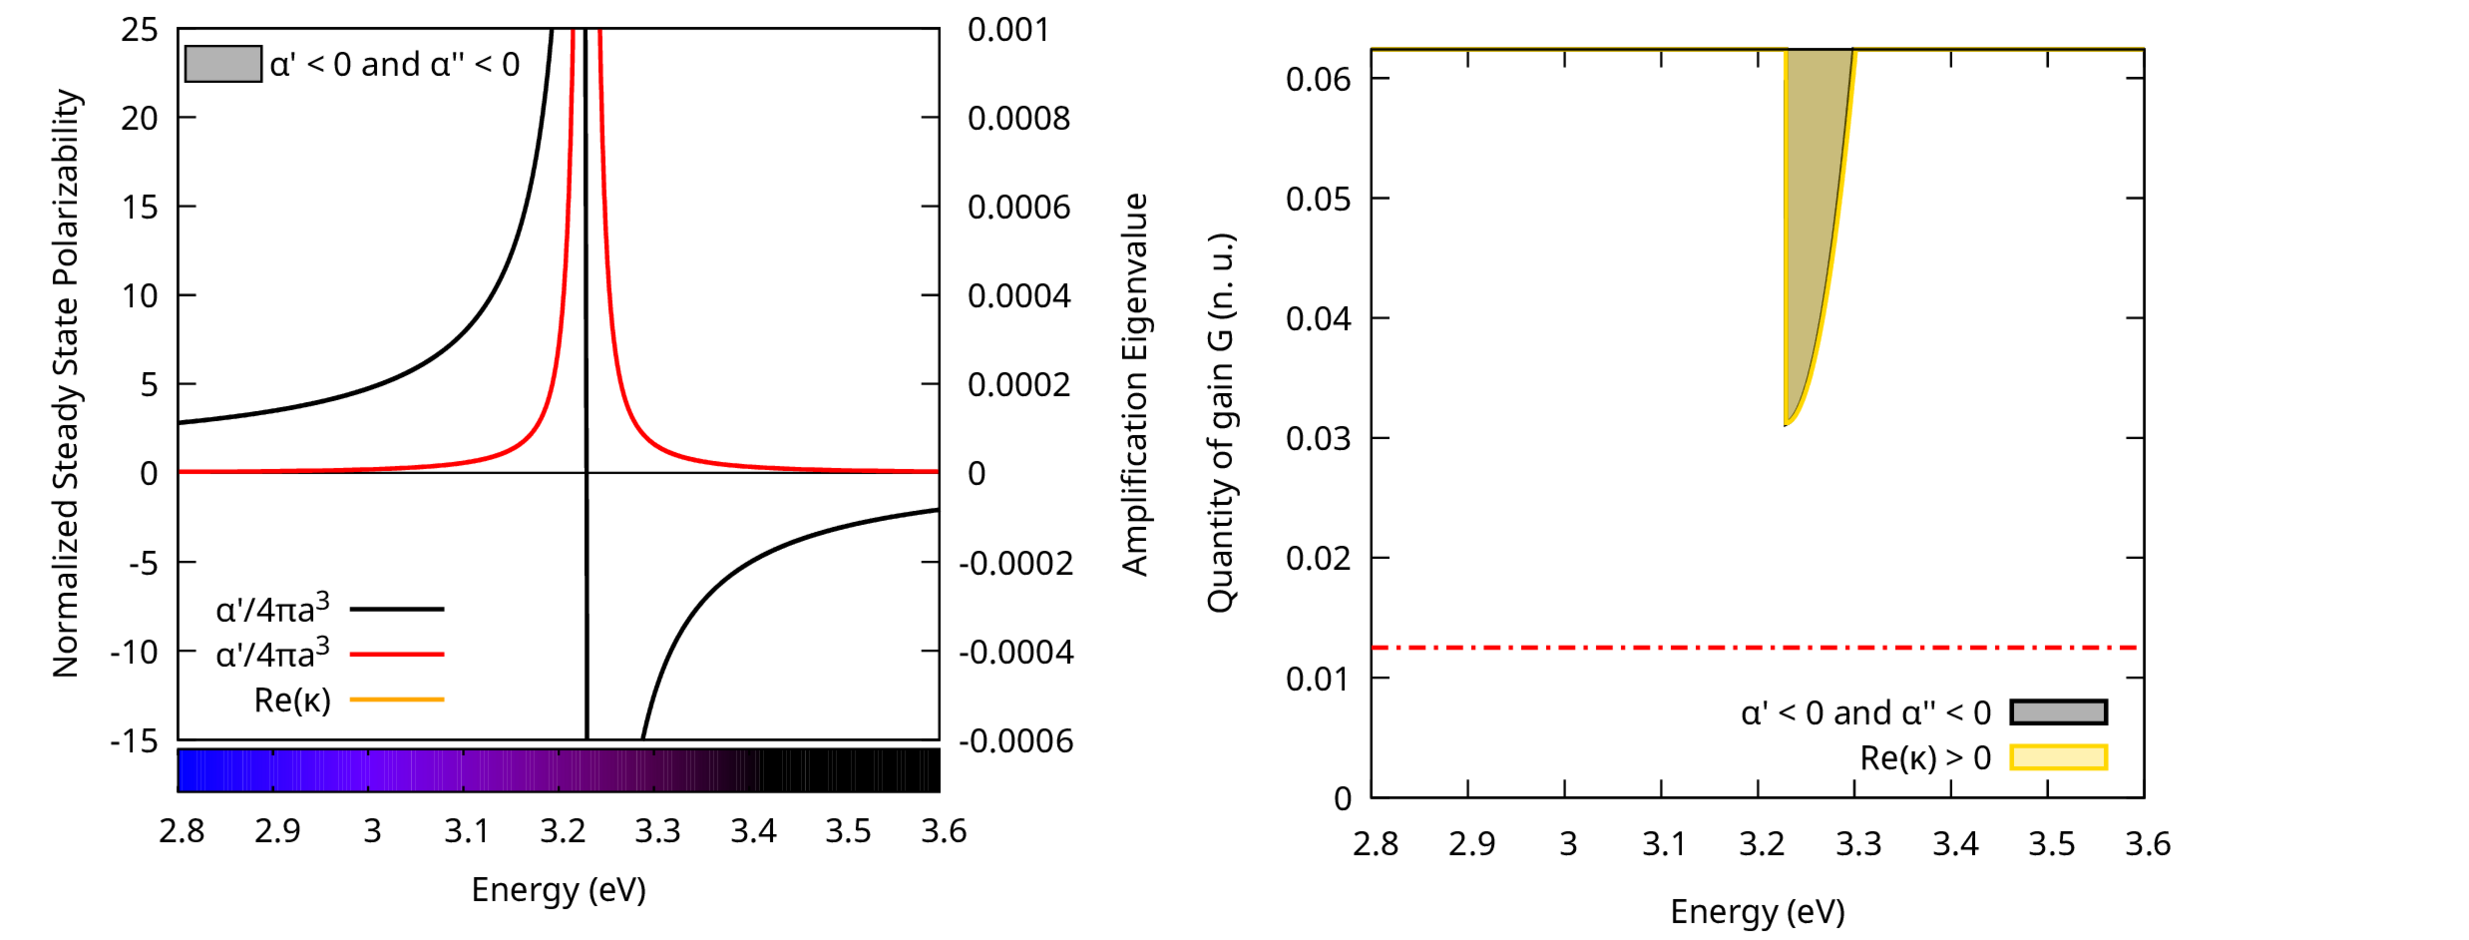 Normalized Steady State Polarizability
25
20
15
10
5
0
-5
-10
-15
α' < 0 and α'' < 0
α'/4πa³
α'/4πa³
Re(κ)
0.001
0.0008
0.0006
0.0004
0.0002
0
-0.0002
-0.0004
-0.0006
Amplification Eigenvalue
2.8 2.9 3 3.1 3.2 3.3 3.4 3.5 3.6
Energy (eV)
Quantity of gain G (n. u.)
0.06
0.05
0.04
0.03
0.02
0.01
0
α' < 0 and α'' < 0
Re(κ) > 0
2.8 2.9 3 3.1 3.2 3.3 3.4 3.5 3.6
Energy (eV)